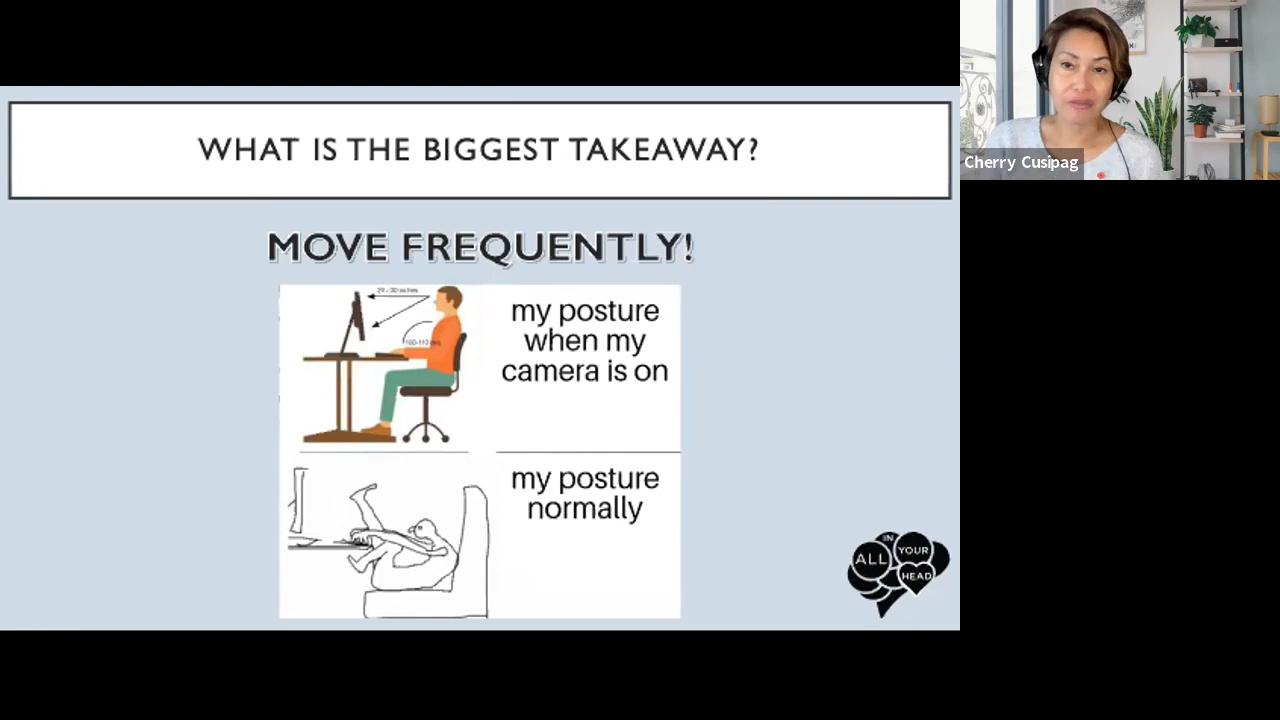 WHAT IS THE BIGGEST TAKEAWAY?
MOVE FREQUENTLY!
my posture
when my
camera is on
my posture
normally
IN
ALL
YOUR
HEAD
Cherry Cusipag